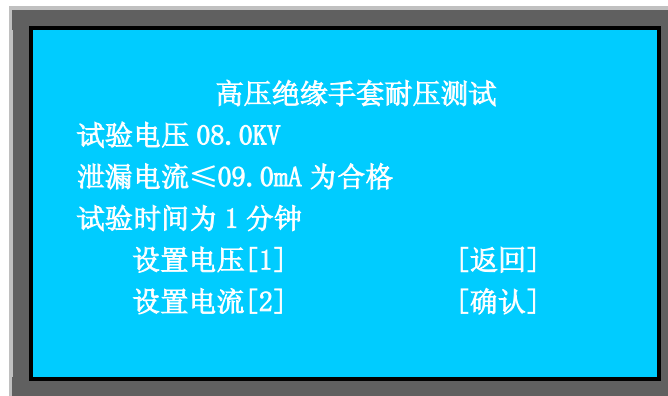 高压绝缘手套耐压测试
试验电压 08.0KV
泄漏电流≤09.0mA 为合格
试验时间为 1 分钟
设置电压[1] [返回]
设置电流[2] [确认]